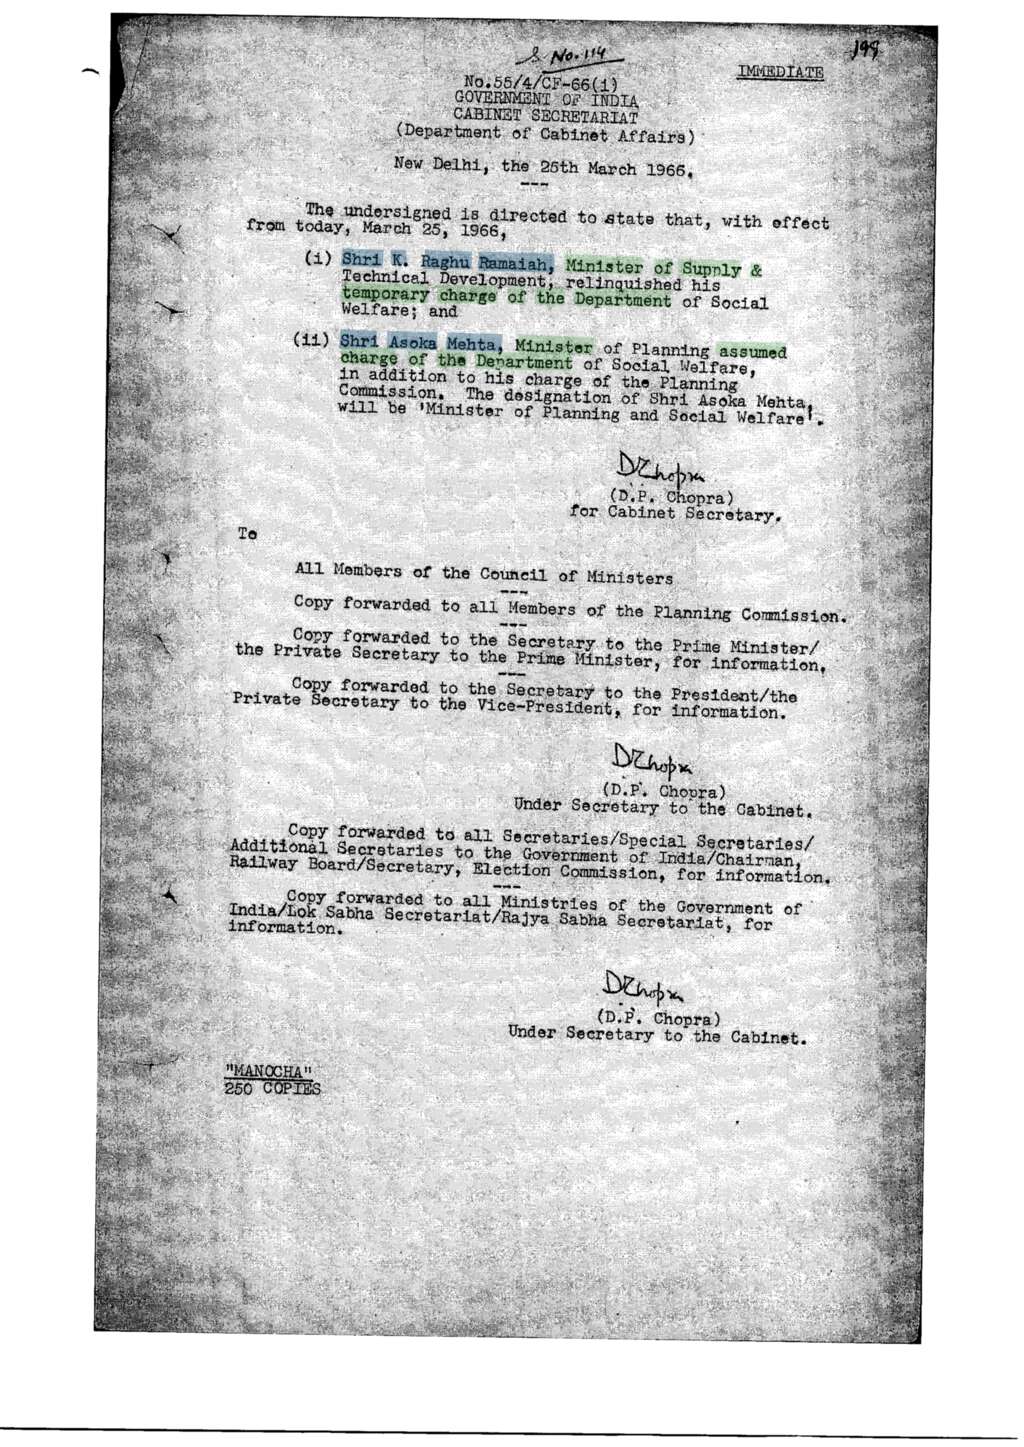 S. No. 114
199
IMMEDIATE
No.55/4/CF-66(i)
GOVERNMENT OF INDIA
CABINET SECRETARIAT
(Department of Cabinet Affairs)
New Delhi, the 25th March 1966.
---
The undersigned is directed to state that, with effect
from today, March 25, 1966,
(i) Shri K. Raghu Ramaiah, Minister of Supply &
Technical Development, relinquished his
temporary charge of the Department of Social
Welfare; and
(ii) Shri Asoka Mehta, Minister of Planning assumed
charge of the Department of Social Welfare,
in addition to his charge of the Planning
Commission. The designation of Shri Asoka Mehta,
will be 'Minister of Planning and Social Welfare'.
DPChopra
(D.P. Chopra)
for Cabinet Secretary.
To
All Members of the Council of Ministers
---
Copy forwarded to all Members of the Planning Commission.
---
Copy forwarded to the Secretary to the Prime Minister/
the Private Secretary to the Prime Minister, for information.
---
Copy forwarded to the Secretary to the President/the
Private Secretary to the Vice-President, for information.
DPChopra
(D.P. Chopra)
Under Secretary to the Cabinet.
Copy forwarded to all Secretaries/Special Secretaries/
Additional Secretaries to the Government of India/Chairman,
Railway Board/Secretary, Election Commission, for information.
---
Copy forwarded to all Ministries of the Government of
India/Lok Sabha Secretariat/Rajya Sabha Secretariat, for
information.
DPChopra
(D.P. Chopra)
Under Secretary to the Cabinet.
"MANOCHA"
250 COPIES